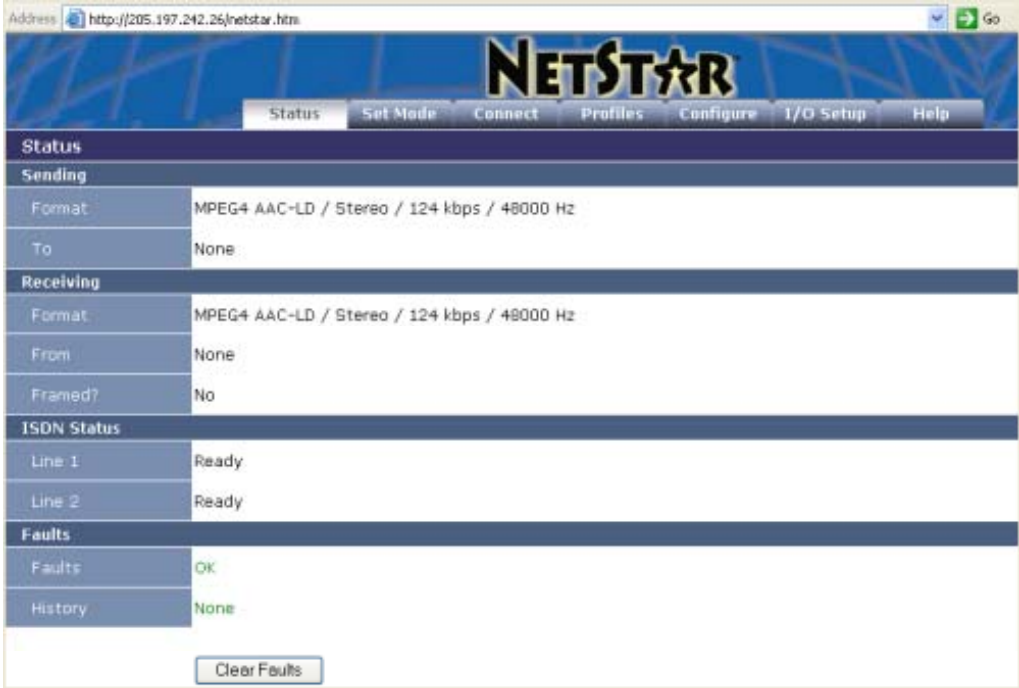 Address http://205.197.242.26/netstar.htm Go
NETSTAR
Status Set Mode Connect Profiles Configure I/O Setup Help
Status
Sending
Format MPEG4 AAC-LD / Stereo / 124 kbps / 48000 Hz
To None
Receiving
Format MPEG4 AAC-LD / Stereo / 124 kbps / 48000 Hz
From None
Framed? No
ISDN Status
Line 1 Ready
Line 2 Ready
Faults
Faults OK
History None
Clear Faults